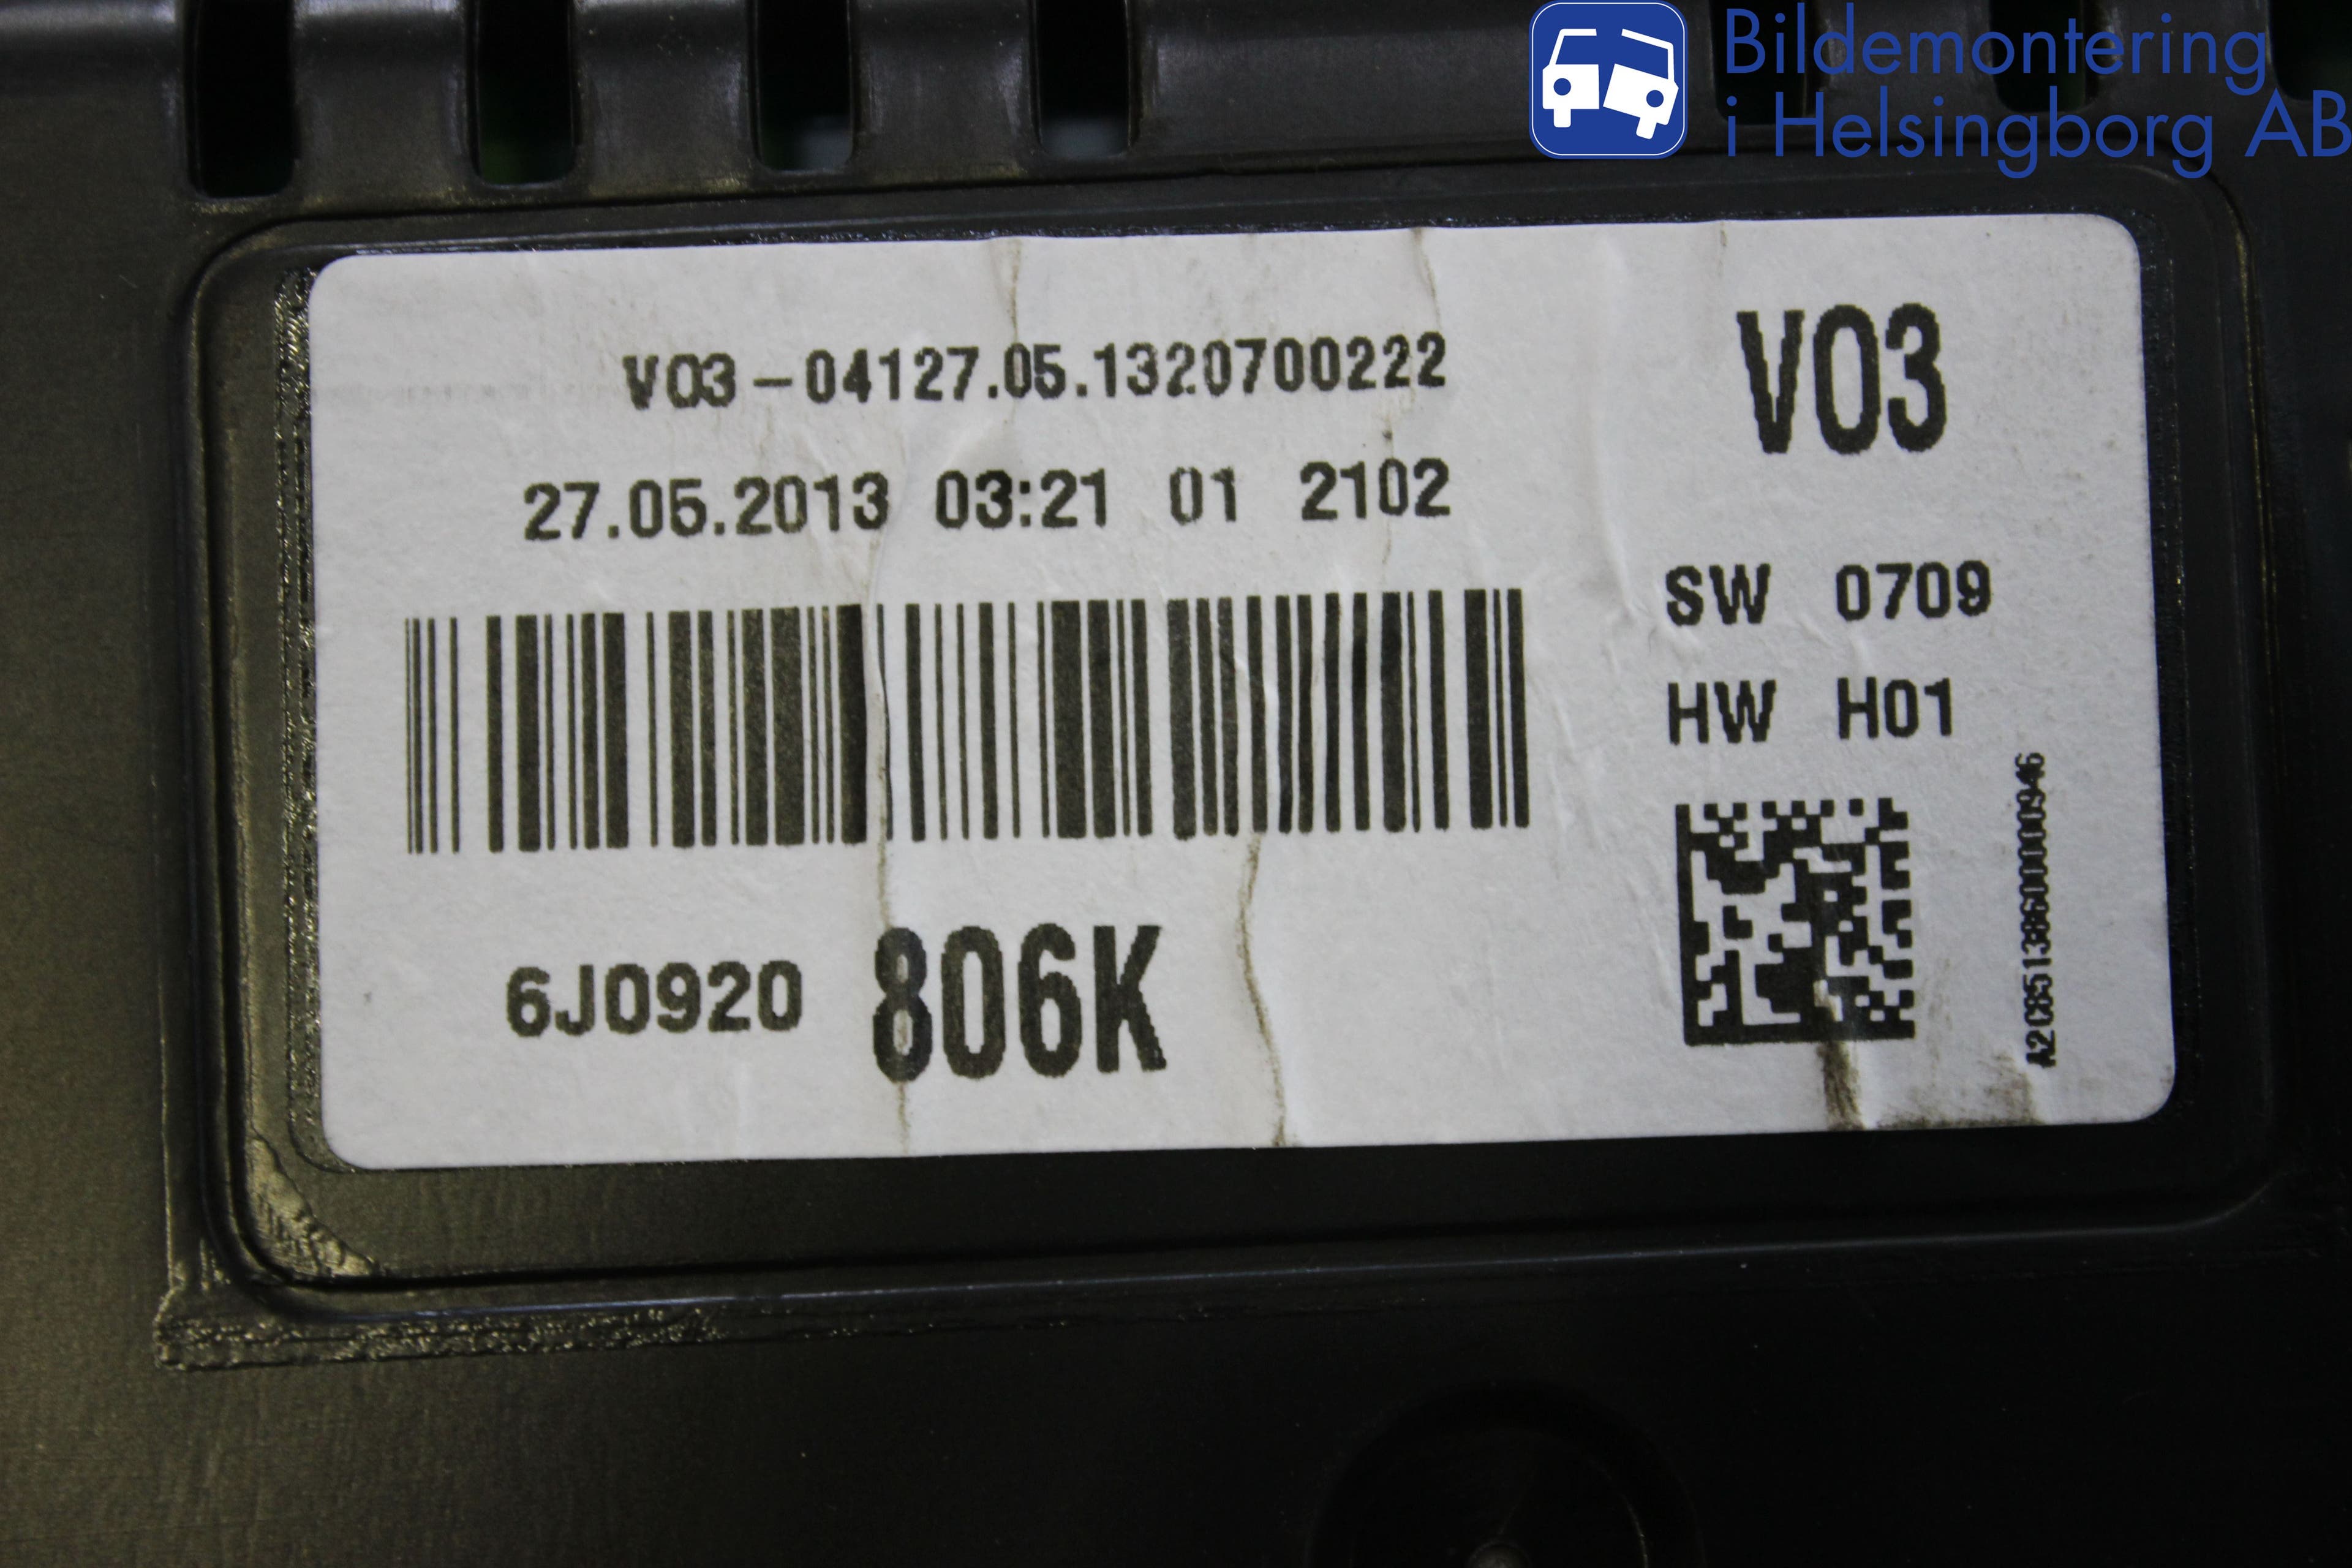 Bildemontering
i Helsingborg AB
V03-04127.05.1320700222
V03
27.05.2013 03:21 01 2102
SW 0709
HW H01
6J0920 806K
A2C85138600000946